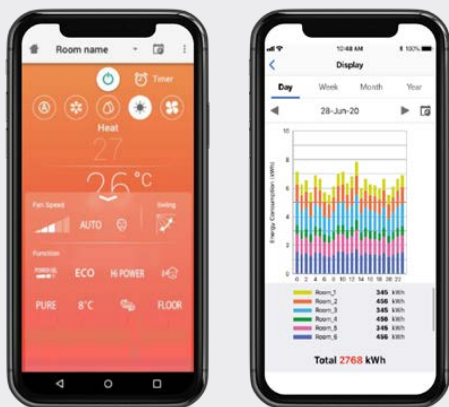 Room name
Timer
Heat
27
26°C
Fan Speed
Swing
AUTO
Function
POWER SEL
ECO
Hi POWER
PURE
8°C
FLOOR
10:48 AM
100%
Display
Day
Week
Month
Year
28-Jun-20
Energy Consumption (kWh)
10
8
6
4
2
0
0 2 4 6 8 10 12 14 16 18 20 22
Room_1 345 kWh
Room_2 456 kWh
Room_3 345 kWh
Room_4 456 kWh
Room_5 345 kWh
Room_6 456 kWh
Total 2768 kWh